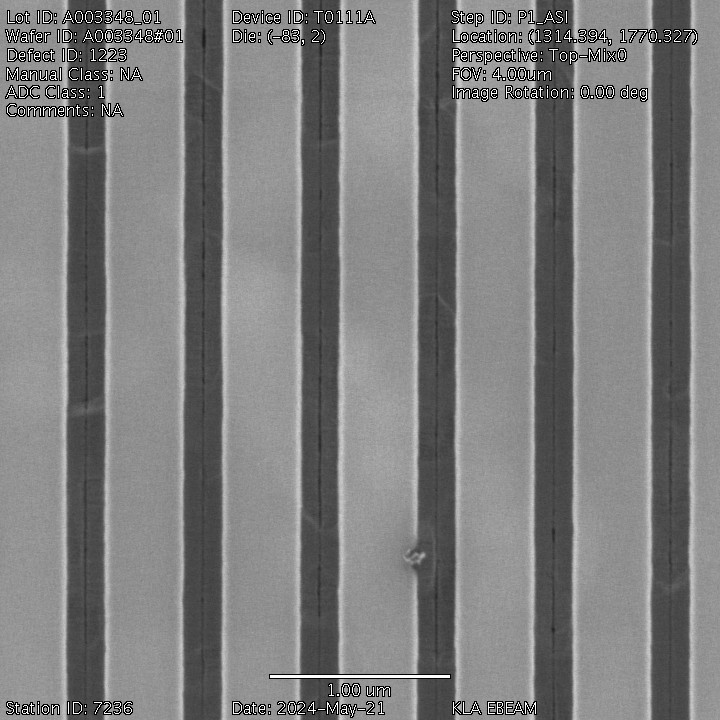 Lot ID: A003348_01
Wafer ID: A003348#01
Defect ID: 1223
Manual Class: NA
ADC Class: 1
Comments: NA
Device ID: T0111A
Die: (-83, 2)
Step ID: P1_ASI
Location: (1314.394, 1770.327)
Perspective: Top-Mix0
FOV: 4.00um
Image Rotation: 0.00 deg
1.00 um
Station ID: 7236
Date: 2024-May-21
KLA EBEAM